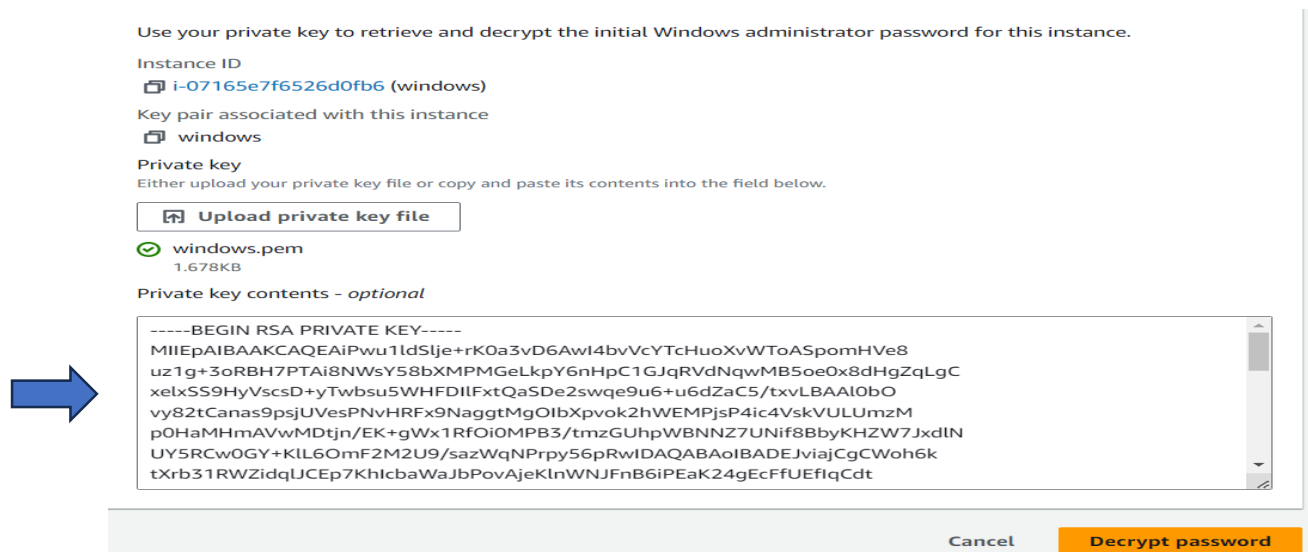 Use your private key to retrieve and decrypt the initial Windows administrator password for this instance.
Instance ID
i-07165e7f6526d0fb6 (windows)
Key pair associated with this instance
windows
Private key
Either upload your private key file or copy and paste its contents into the field below.
Upload private key file
windows.pem
1.678KB
Private key contents - optional
-----BEGIN RSA PRIVATE KEY-----
MIIEpAIBAAKCAQEAiPwu1ldSlje+rK0a3vD6AwI4bvVcYTcHuoXvWToASpomHVe8
uz1g+3oRBH7PTAi8NWsY58bXMPMGeLkpY6nHpC1GJqRVdNqwMB5oe0x8dHgZqLgC
xelxSS9HyVscsD+yTwbsu5WHFDIlFxtQaSDe2swqe9u6+u6dZaC5/txvLBAAl0bO
vy82tCanas9psjUVesPNvHRFx9NaggtMgOIbXpvok2hWEMPjsP4ic4VskVULUmzM
p0HaMHmAVwMDtjn/EK+gWx1RfOi0MPB3/tmzGUhpWBNNZ7UNif8BbyKHZW7JxdlN
UY5RCw0GY+KlL6OmF2M2U9/sazWqNPrpy56pRwIDAQABAoIBADEJviajCgCWoh6k
tXrb31RWZidqlJCEp7KhIcbaWaJbPovAjeKlnWNJFnB6iPEaK24gEcFfUEfIqCdt
Cancel
Decrypt password